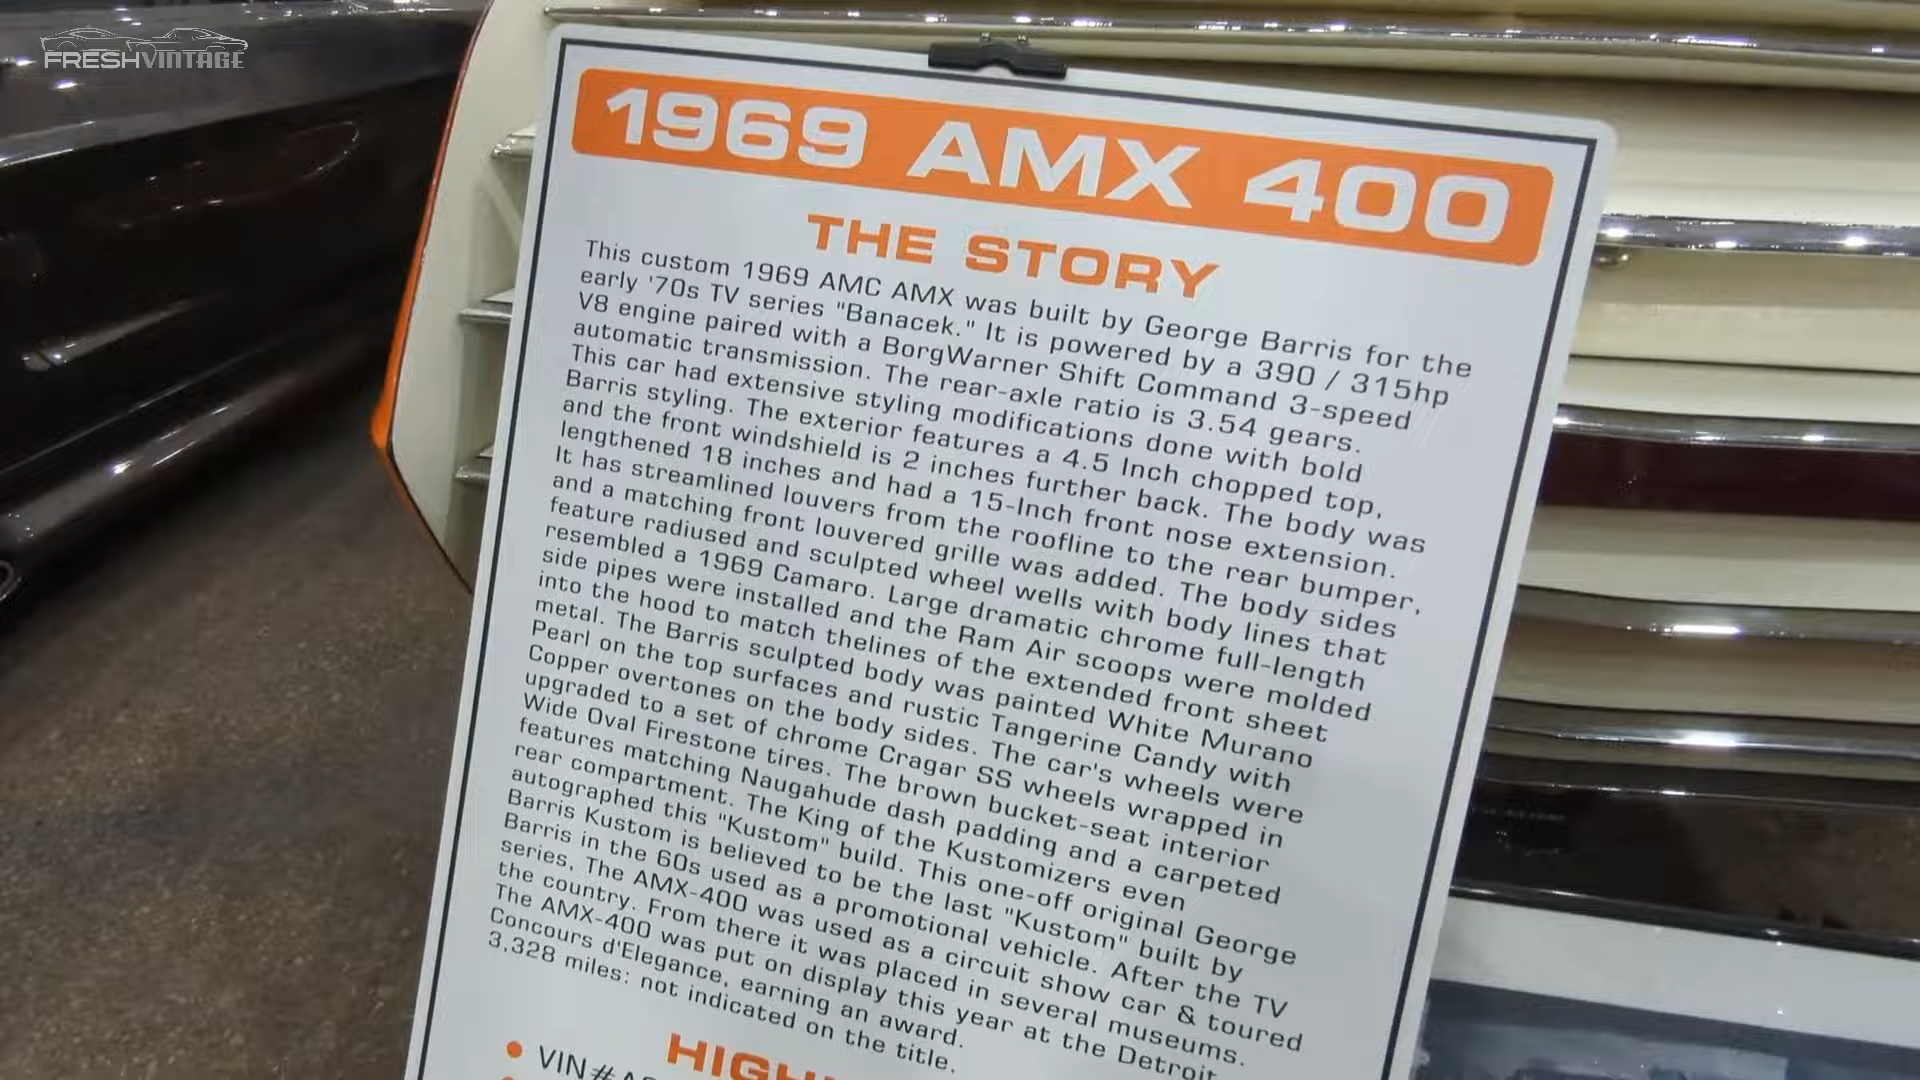 FRESHVINTAGE
1969 AMX 400
THE STORY
This custom 1969 AMC AMX was built by George Barris for the
early '70s TV series "Banacek." It is powered by a 390 / 315hp
V8 engine paired with a BorgWarner Shift Command 3-speed
automatic transmission. The rear-axle ratio is 3.54 gears.
This car had extensive styling modifications done with bold
Barris styling. The exterior features a 4.5 Inch chopped top,
and the front windshield is 2 inches further back. The body was
lengthened 18 inches and had a 15-Inch front nose extension.
It has streamlined louvers from the roofline to the rear bumper,
and a matching front louvered grille was added. The body sides
feature radiused and sculpted wheel wells with body lines that
resembled a 1969 Camaro. Large dramatic chrome full-length
side pipes were installed and the Ram Air scoops were molded
into the hood to match thelines of the extended front sheet
metal. The Barris sculpted body was painted White Murano
Pearl on the top surfaces and rustic Tangerine Candy with
Copper overtones on the body sides. The car's wheels were
upgraded to a set of chrome Cragar SS wheels wrapped in
Wide Oval Firestone tires. The brown bucket-seat interior
features matching Naugahude dash padding and a carpeted
rear compartment. The King of the Kustomizers even
autographed this "Kustom" build. This one-off original George
Barris Kustom is believed to be the last "Kustom" built by
Barris in the 60s used as a promotional vehicle. After the TV
series, The AMX-400 was used as a circuit show car & toured
the country. From there it was placed in several museums.
The AMX-400 was put on display this year at the Detroit
Concours d'Elegance, earning an award.
3,328 miles: not indicated on the title.
VIN#